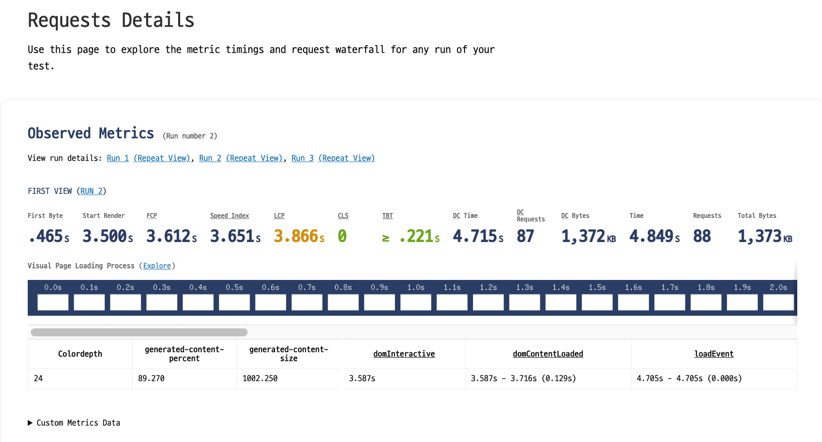 Requests Details
Use this page to explore the metric timings and request waterfall for any run of your
test.
Observed Metrics (Run number 2)
View run details: Run 1 (Repeat View), Run 2 (Repeat View), Run 3 (Repeat View)
FIRST VIEW (RUN 2)
First Byte Start Render FCP Speed Index LCP CLS TBT DC Time DC Requests DC Bytes Time Requests Total Bytes
.465S 3.500S 3.612S 3.651S 3.866S 0 ≥ .221S 4.715S 87 1,372KB 4.849S 88 1,373KB
Visual Page Loading Process (Explore)
0.0s 0.1s 0.2s 0.3s 0.4s 0.5s 0.6s 0.7s 0.8s 0.9s 1.0s 1.1s 1.2s 1.3s 1.4s 1.5s 1.6s 1.7s 1.8s 1.9s 2.0s
Colordepth generated-content-percent generated-content-size domInteractive domContentLoaded loadEvent
24 89.270 1002.250 3.587s 3.587s - 3.716s (0.129s) 4.705s - 4.705s (0.000s)
▶ Custom Metrics Data